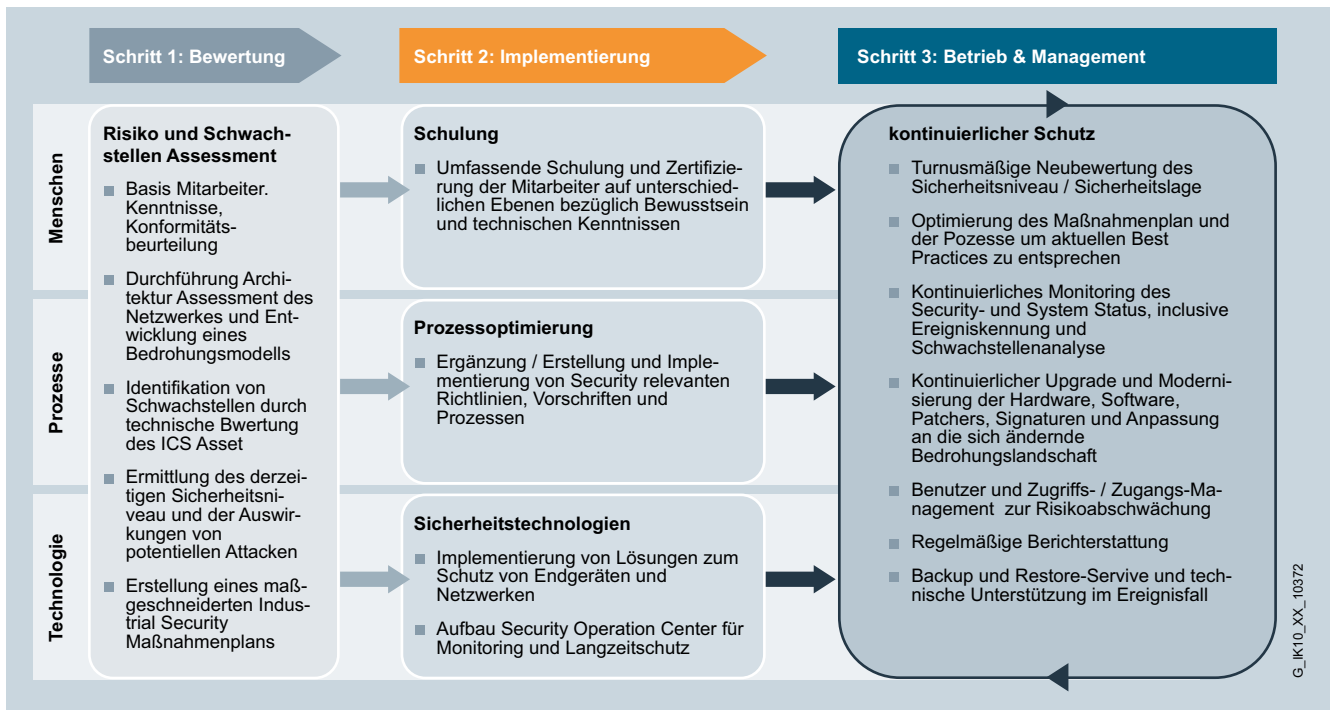 Schritt 1: Bewertung
Schritt 2: Implementierung
Schritt 3: Betrieb & Management
Menschen
Prozesse
Technologie
Risiko und Schwach-
stellen Assessment
Basis Mitarbeiter.
Kenntnisse,
Konformitäts-
beurteilung
Durchführung Archi-
tektur Assessment des
Netzwerkes und Ent-
wicklung eines
Bedrohungsmodells
Identifikation von
Schwachstellen durch
technische Bwertung
des ICS Asset
Ermittlung des derzei-
tigen Sicherheitsni-
veau und der Auswir-
kungen von
potentiellen Attacken
Erstellung eines maß-
geschneiderten Indus-
trial Security
Maßnahmenplans
Schulung
Umfassende Schulung und Zertifizie-
rung der Mitarbeiter auf unterschied-
lichen Ebenen bezüglich Bewusstsein
und technischen Kenntnissen
Prozessoptimierung
Ergänzung / Erstellung und Imple-
mentierung von Security relevanten
Richtlinien, Vorschriften und
Prozessen
Sicherheitstechnologien
Implementierung von Lösungen zum
Schutz von Endgeräten und
Netzwerken
Aufbau Security Operation Center für
Monitoring und Langzeitschutz
kontinuierlicher Schutz
Turnusmäßige Neubewertung des
Sicherheitsniveau / Sicherheitslage
Optimierung des Maßnahmenplan und
der Pozesse um aktuellen Best
Practices zu entsprechen
Kontinuierliches Monitoring des
Security- und System Status, inclusive
Ereigniskennung und
Schwachstellenanalyse
Kontinuierlicher Upgrade und Moderni-
sierung der Hardware, Software,
Patchers, Signaturen und Anpassung
an die sich ändernde
Bedrohungslandschaft
Benutzer und Zugriffs- / Zugangs-Ma-
nagement zur Risikoabschwächung
Regelmäßige Berichterstattung
Backup und Restore-Servive und tech-
nische Unterstützung im Ereignisfall
G_IK10_XX_10372